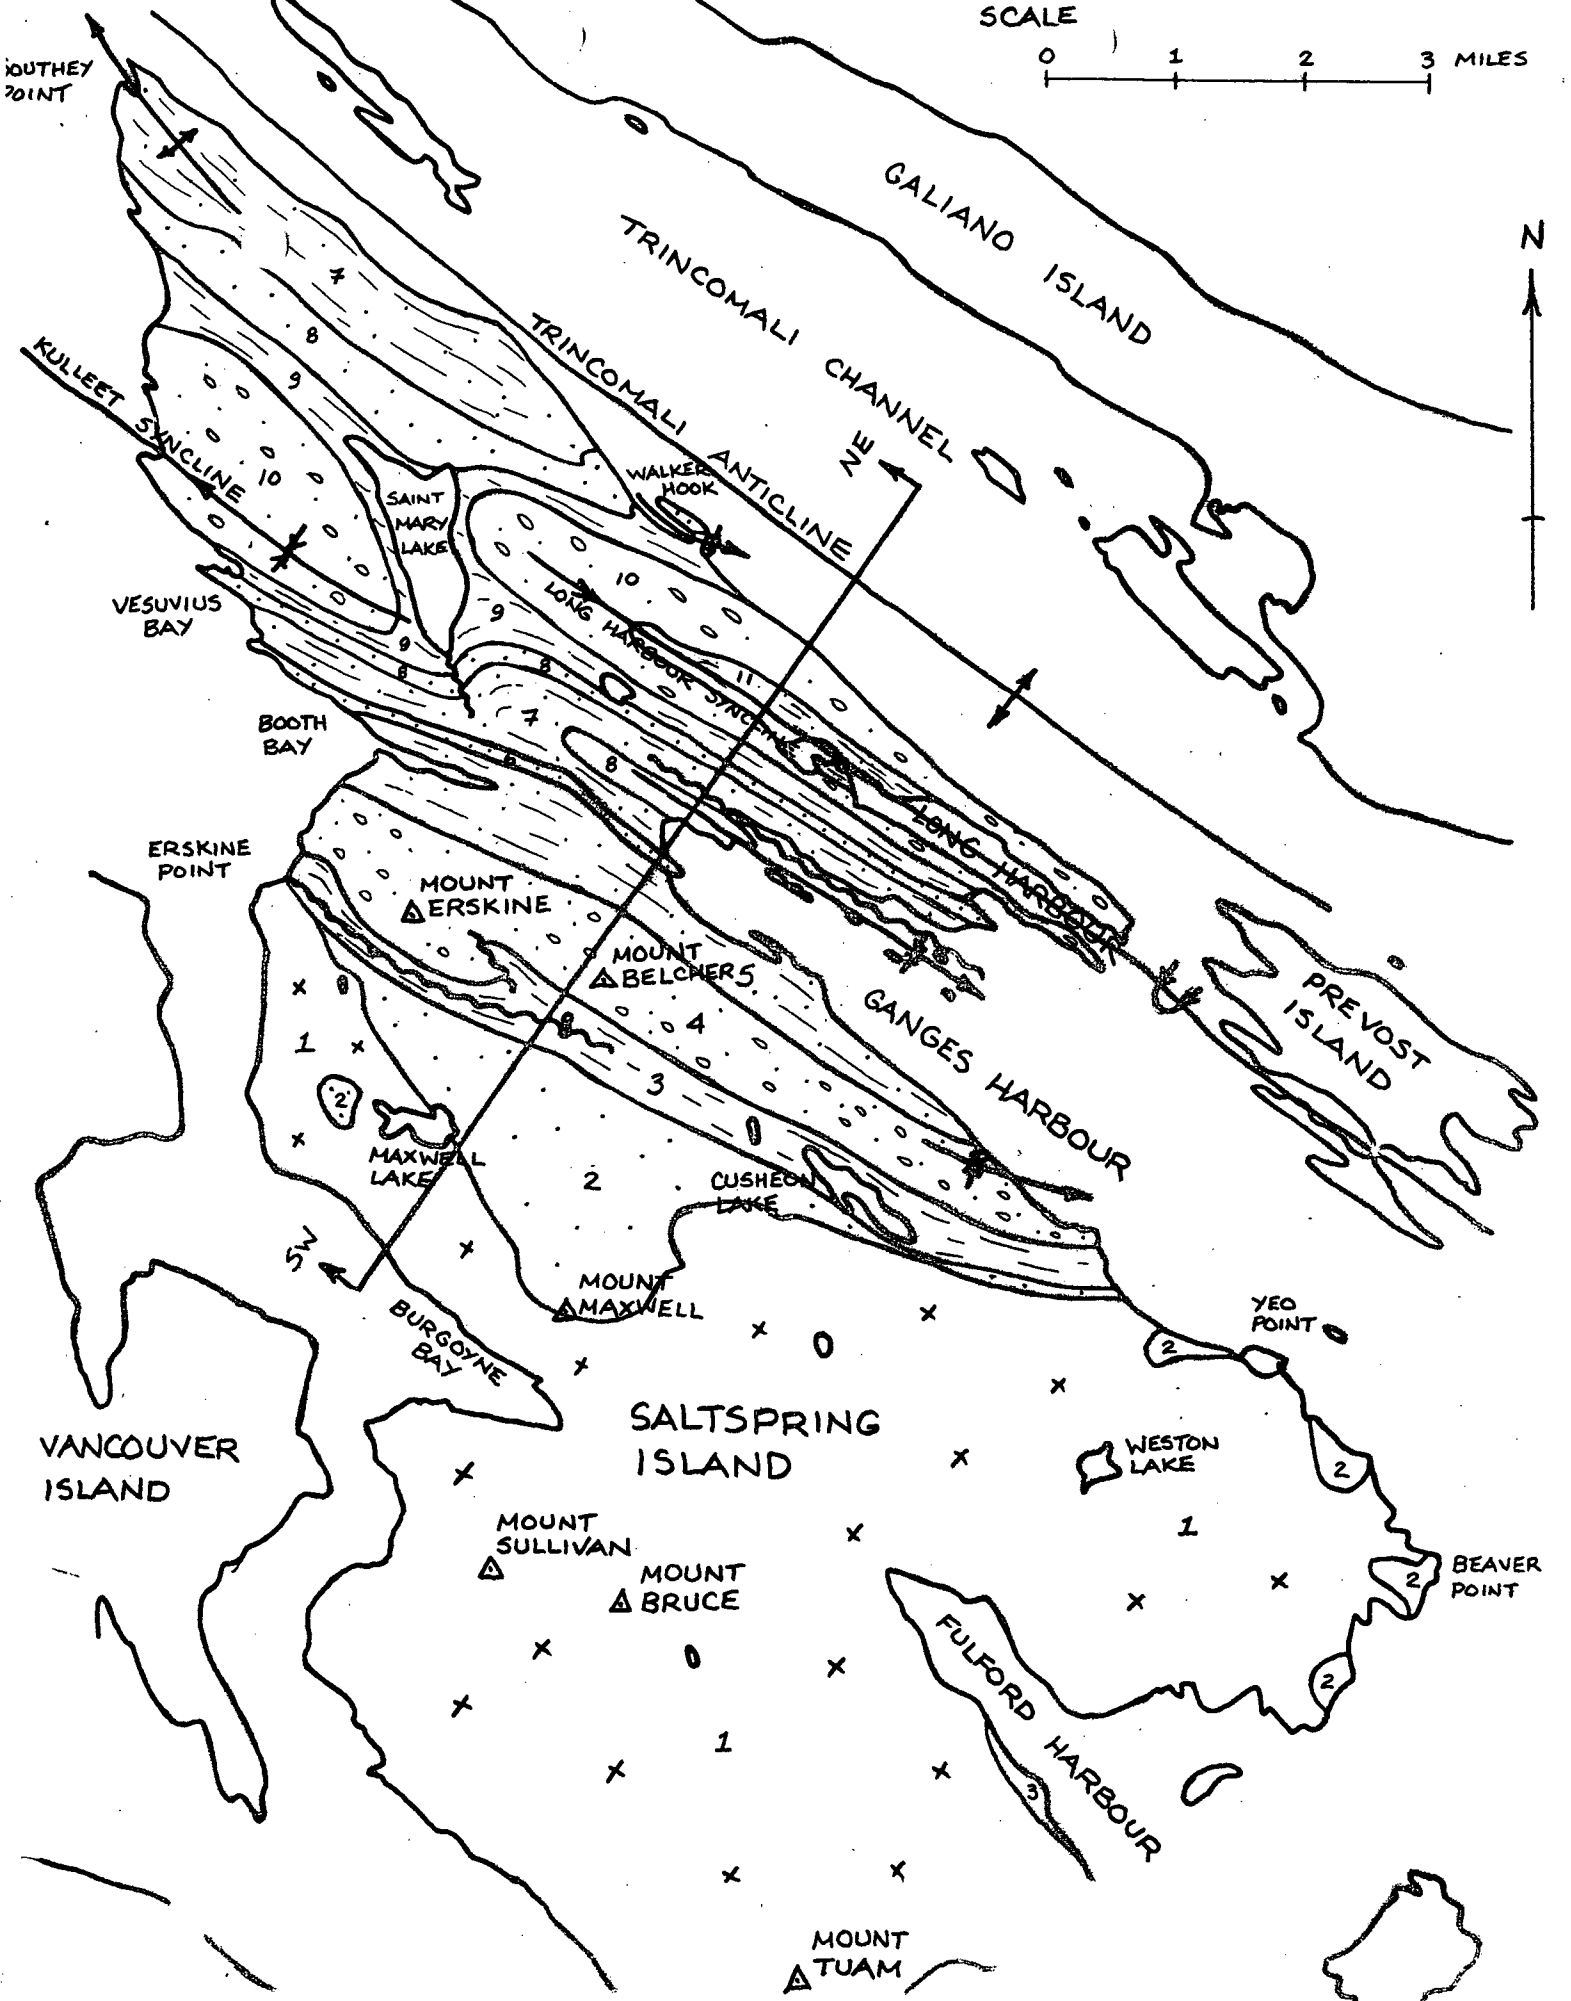 SCALE
0 1 2 3 MILES
SOUTHEY
POINT
N
GALIANO
ISLAND
TRINCOMALI
CHANNEL
TRINCOMALI
ANTICLINE
KULLEET
SYNCLINE
7
8
9
10
SAINT
MARY
LAKE
WALKER
HOOK
NE
10
9
LONG HARBOUR SYNCLINE
11
VESUVIUS
BAY
9
8
8
7
BOOTH
BAY
6
8
LONG HARBOUR
ERSKINE
POINT
MOUNT
ERSKINE
MOUNT
BELCHER
5
4
3
GANGES
HARBOUR
PREVOST
ISLAND
1
2
MAXWELL
LAKE
2
CUSHEON
LAKE
SW
MOUNT
MAXWELL
BURGOYNE
BAY
YEO
POINT
2
SALTSPRING
ISLAND
VANCOUVER
ISLAND
WESTON
LAKE
2
1
MOUNT
SULLIVAN
MOUNT
BRUCE
BEAVER
POINT
2
FULFORD
HARBOUR
2
1
3
MOUNT
TUAM